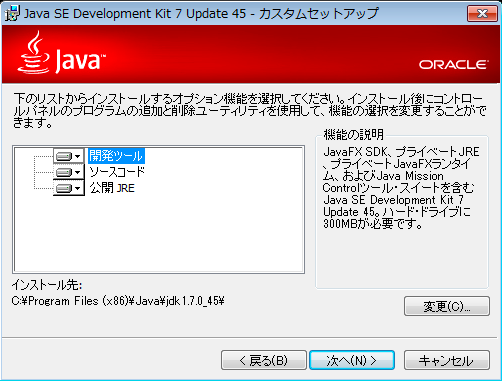 Java SE Development Kit 7 Update 45 - カスタムセットアップ
Java™
ORACLE
下のリストからインストールするオプション機能を選択してください。インストール後にコントロー
ルパネルのプログラムの追加と削除ユーティリティを使用して、機能の選択を変更することがで
きます。
開発ツール
ソースコード
公開 JRE
機能の説明
JavaFX SDK、プライベート JRE
、プライベート JavaFXランタイ
ム、およびJava Mission
Controlツール・スイートを含む
Java SE Development Kit 7
Update 45。ハード・ドライブに
300MBが必要です。
インストール先:
C:¥Program Files (x86)¥Java¥jdk1.7.0_45¥
変更(C)...
< 戻る(B)
次へ(N) >
キャンセル